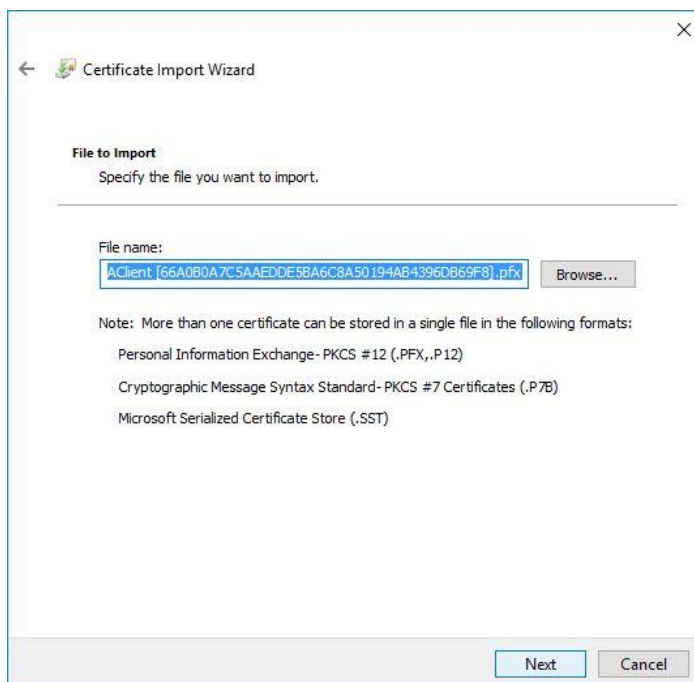 Certificate Import Wizard
File to Import
Specify the file you want to import.
File name:
AClient [66A0B0A7C5AAEDDE5BA6C8A50194AB4396DB69F8].pfx
Browse...
Note: More than one certificate can be stored in a single file in the following formats:
Personal Information Exchange- PKCS #12 (.PFX,.P12)
Cryptographic Message Syntax Standard- PKCS #7 Certificates (.P7B)
Microsoft Serialized Certificate Store (.SST)
Next
Cancel